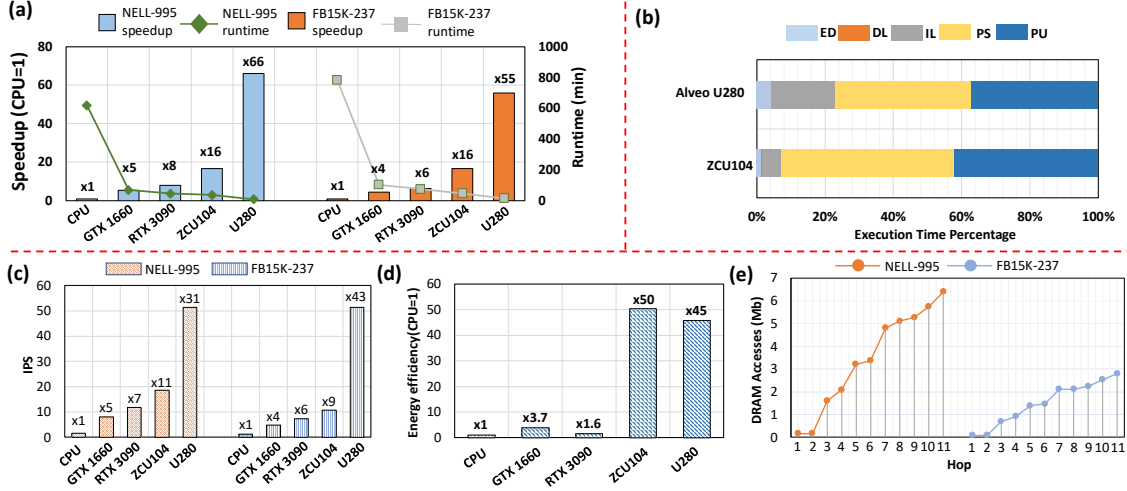 (a)
NELL-995 speedup
NELL-995 runtime
FB15K-237 speedup
FB15K-237 runtime
Speedup (CPU=1)
80
60
40
20
0
x1
x5
x8
x16
x66
x1
x4
x6
x16
x55
1000
800
600
400
200
0
Runtime (min)
CPU
GTX 1660
RTX 3090
ZCU104
U280
CPU
GTX 1660
RTX 3090
ZCU104
U280
(b)
ED DL IL PS PU
Alveo U280
ZCU104
0% 20% 40% 60% 80% 100%
Execution Time Percentage
(c)
NELL-995 FB15K-237
IPS
60
50
40
30
20
10
0
x1
x5
x7
x11
x31
x1
x4
x6
x9
x43
CPU
GTX 1660
RTX 3090
ZCU104
U280
CPU
GTX 1660
RTX 3090
ZCU104
U280
(d)
Energy efficiency(CPU=1)
60
50
40
30
20
10
0
x1
x3.7
x1.6
x50
x45
CPU
GTX 1660
RTX 3090
ZCU104
U280
(e)
NELL-995 FB15K-237
DRAM Accesses (Mb)
7
6
5
4
3
2
1
0
1 2 3 4 5 6 7 8 9 10 11 1 2 3 4 5 6 7 8 9 10 11
Hop